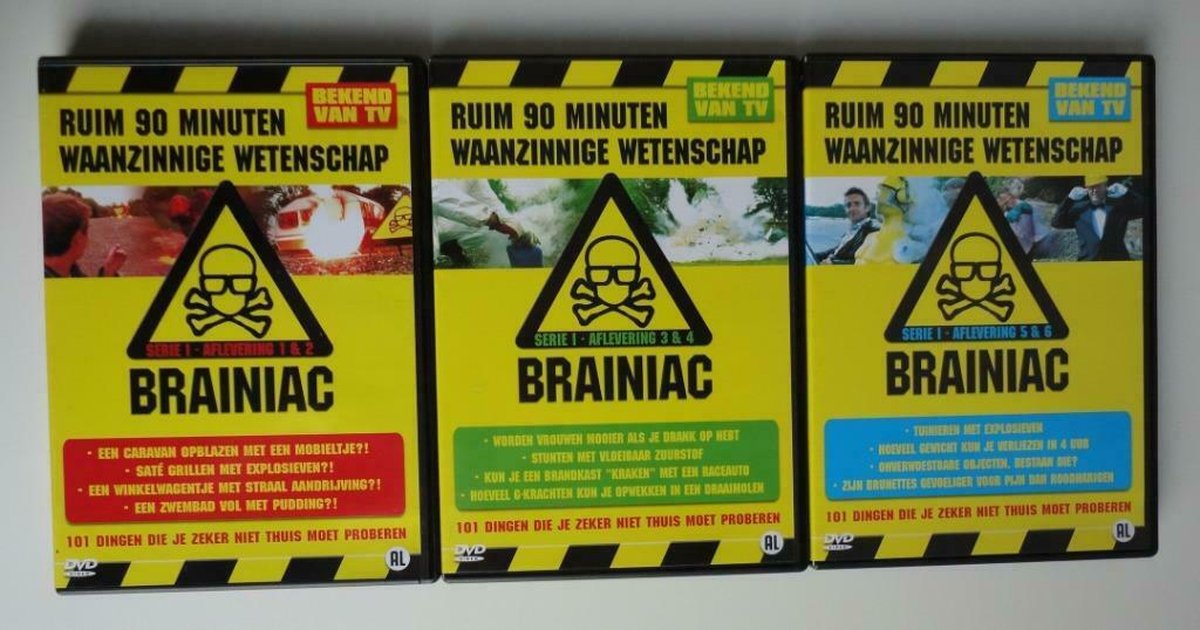 BEKEND
VAN TV
RUIM 90 MINUTEN
WAANZINNIGE WETENSCHAP
SERIE 1 - AFLEVERING 1 & 2
BRAINIAC
· EEN CARAVAN OPBLAZEN MET EEN MOBIELTJE?!
· SATÉ GRILLEN MET EXPLOSIEVEN?!
· EEN WINKELWAGENTJE MET STRAAL AANDRIJVING?!
· EEN ZWEMBAD VOL MET PUDDING?!
101 DINGEN DIE JE ZEKER NIET THUIS MOET PROBEREN
DVD
VIDEO
AL
BEKEND
VAN TV
RUIM 90 MINUTEN
WAANZINNIGE WETENSCHAP
SERIE 1 - AFLEVERING 3 & 4
BRAINIAC
· WORDEN VROUWEN MOOIER ALS JE DRANK OP HEBT
· STUNTEN MET VLOEIBAAR ZUURSTOF
· KUN JE EEN BRANDKAST "KRAKEN" MET EEN RACEAUTO
· HOEVEEL G-KRACHTEN KUN JE OPWEKKEN IN EEN DRAAIMOLEN
101 DINGEN DIE JE ZEKER NIET THUIS MOET PROBEREN
DVD
VIDEO
AL
BEKEND
VAN TV
RUIM 90 MINUTEN
WAANZINNIGE WETENSCHAP
SERIE 1 - AFLEVERING 5 & 6
BRAINIAC
· TUINIEREN MET EXPLOSIEVEN
· HOEVEEL GEWICHT KUN JE VERLIEZEN IN 4 UUR
· ONVERWOESTBARE OBJECTEN, BESTAAN DIE?
· ZIJN BRUNETTES GEVOELIGER VOOR PIJN DAN ROODHARIGEN
101 DINGEN DIE JE ZEKER NIET THUIS MOET PROBEREN
DVD
VIDEO
AL